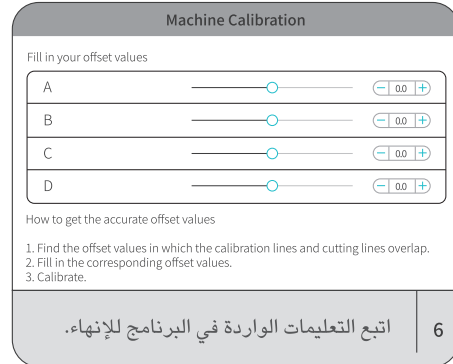 Machine Calibration
Fill in your offset values
A 0.0
B 0.0
C 0.0
D 0.0
How to get the accurate offset values
1. Find the offset values in which the calibration lines and cutting lines overlap.
2. Fill in the corresponding offset values.
3. Calibrate.
6 اتبع التعليمات الواردة في البرنامج للإنهاء.